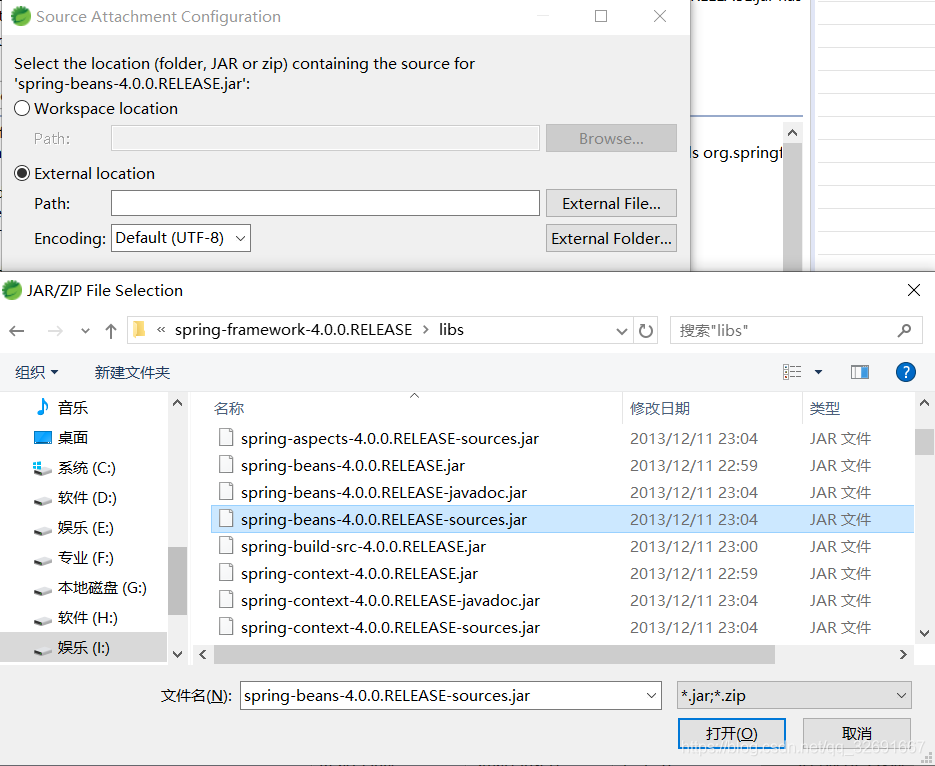 Source Attachment Configuration
Select the location (folder, JAR or zip) containing the source for
'spring-beans-4.0.0.RELEASE.jar':
Workspace location
Path:
Browse...
ls org.springf
External location
Path:
External File...
Encoding:
Default (UTF-8)
External Folder...
JAR/ZIP File Selection
« spring-framework-4.0.0.RELEASE > libs
搜索"libs"
组织
新建文件夹
名称
修改日期
类型
音乐
桌面
系统 (C:)
软件 (D:)
娱乐 (E:)
专业 (F:)
本地磁盘 (G:)
软件 (H:)
娱乐 (I:)
spring-aspects-4.0.0.RELEASE-sources.jar 2013/12/11 23:04 JAR 文件
spring-beans-4.0.0.RELEASE.jar 2013/12/11 22:59 JAR 文件
spring-beans-4.0.0.RELEASE-javadoc.jar 2013/12/11 23:04 JAR 文件
spring-beans-4.0.0.RELEASE-sources.jar 2013/12/11 23:04 JAR 文件
spring-build-src-4.0.0.RELEASE.jar 2013/12/11 23:00 JAR 文件
spring-context-4.0.0.RELEASE.jar 2013/12/11 22:59 JAR 文件
spring-context-4.0.0.RELEASE-javadoc.jar 2013/12/11 23:04 JAR 文件
spring-context-4.0.0.RELEASE-sources.jar 2013/12/11 23:04 JAR 文件
文件名(N):
spring-beans-4.0.0.RELEASE-sources.jar
*.jar;*.zip
打开(O)
取消
https://blog.csdn.net/qq_32691667